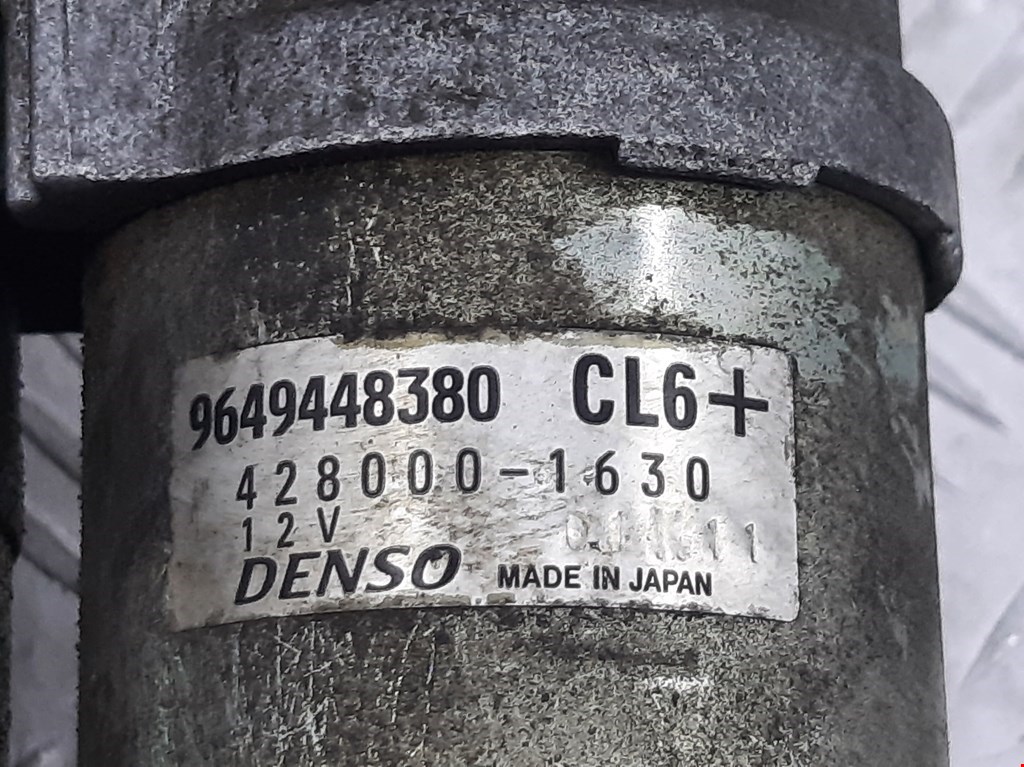 9649448380 CL6+
428000-1630
12V
DENSO MADE IN JAPAN